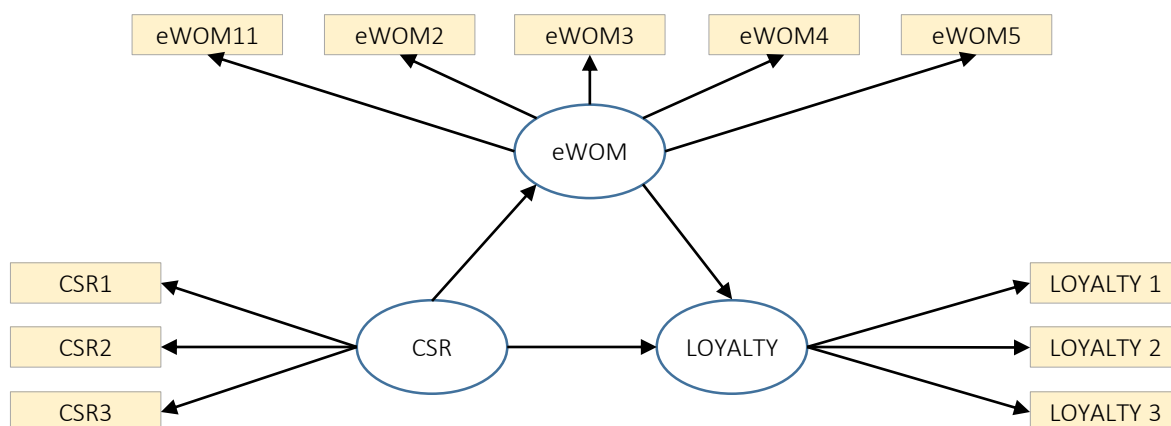 eWOM11
eWOM2
eWOM3
eWOM4
eWOM5
eWOM
CSR1
CSR2
CSR3
CSR
LOYALTY
LOYALTY 1
LOYALTY 2
LOYALTY 3